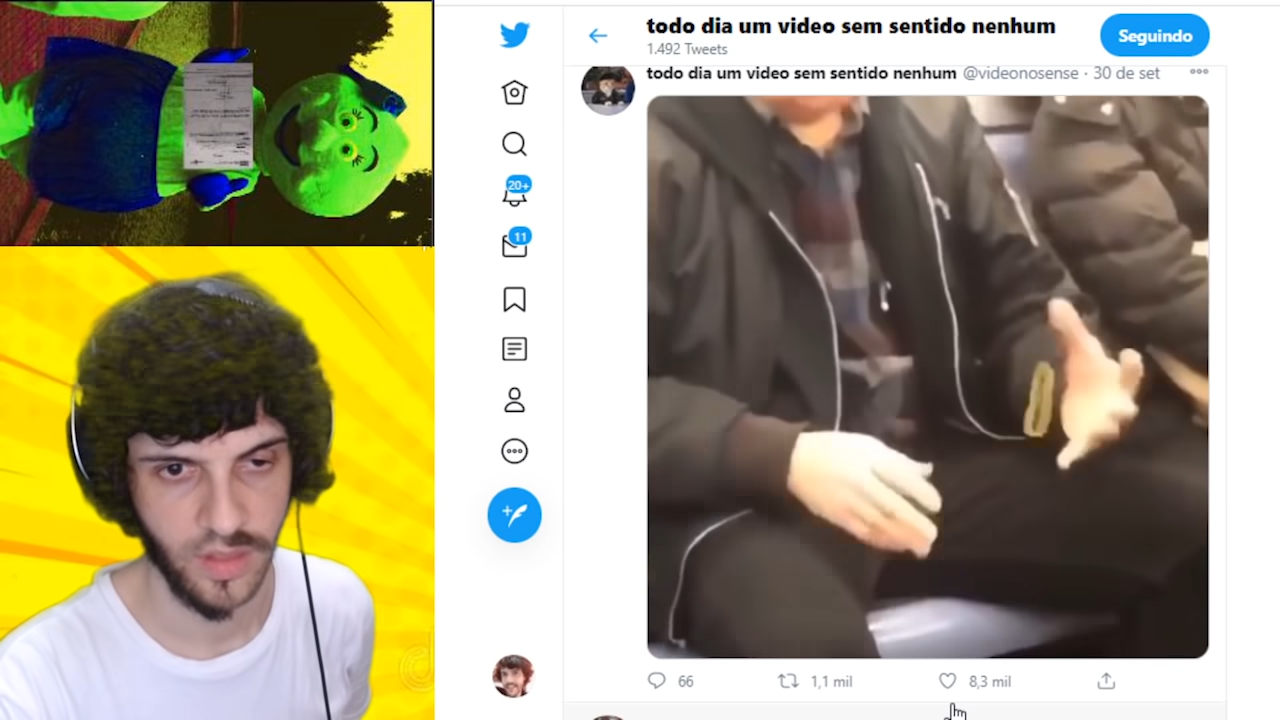 todo dia um video sem sentido nenhum
1.492 Tweets
Seguindo
todo dia um video sem sentido nenhum @videonosense · 30 de set
20+
11
66
1,1 mil
8,3 mil